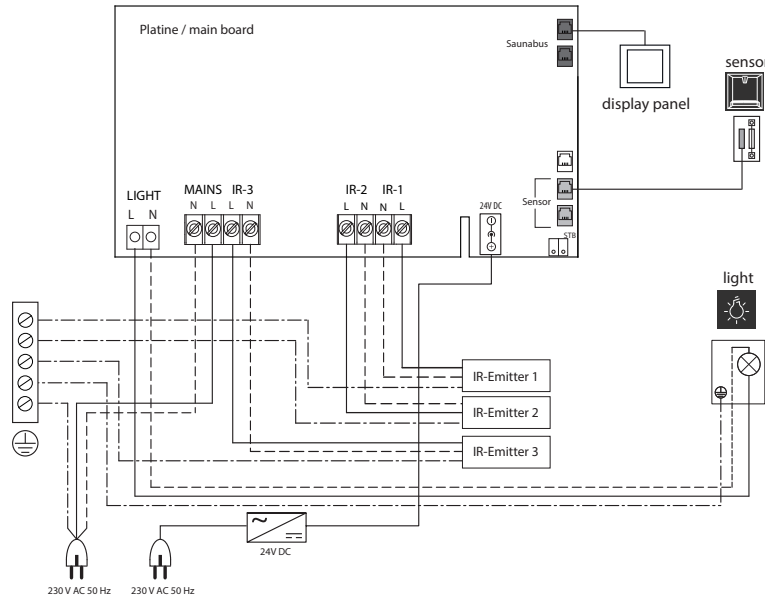 Platine / main board
Saunabus
display panel
senso
Sensor
STB
24V DC
LIGHT
L N
MAINS IR-3
N L L N
IR-2 IR-1
L N N L
light
IR-Emitter 1
IR-Emitter 2
IR-Emitter 3
24V DC
230 V AC 50 Hz 230 V AC 50 Hz